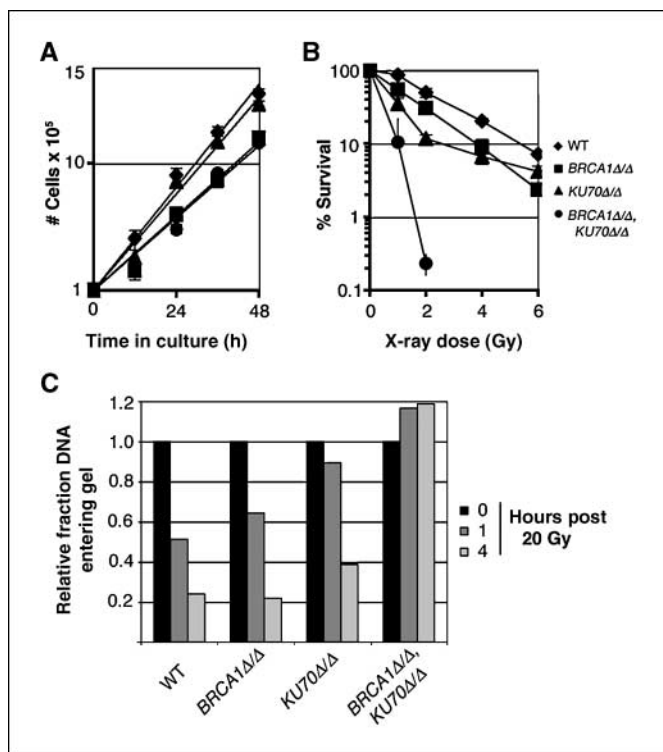 A
15
10
1
# Cells x 10⁵
0
24
48
Time in culture (h)
B
100
10
1
0.1
% Survival
0
2
4
6
X-ray dose (Gy)
WT
BRCA1Δ/Δ
KU70Δ/Δ
BRCA1Δ/Δ,
KU70Δ/Δ
C
1.2
1.0
0.8
0.6
0.4
0.2
Relative fraction DNA
entering gel
WT
BRCA1Δ/Δ
KU70Δ/Δ
BRCA1Δ/Δ,
KU70Δ/Δ
0
1
4
Hours post
20 Gy